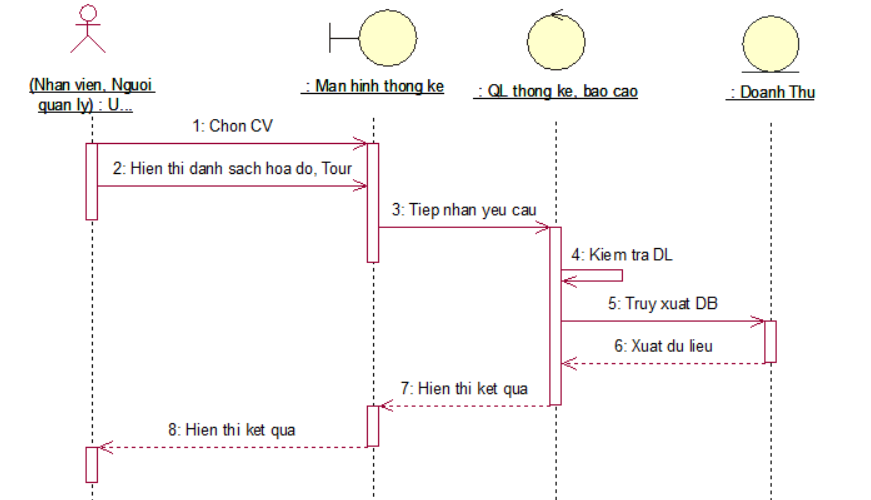 (Nhan vien, Nguoi
quan ly) : U...
: Man hinh thong ke
: QL thong ke, bao cao
: Doanh Thu
1: Chon CV
2: Hien thi danh sach hoa do, Tour
3: Tiep nhan yeu cau
4: Kiem tra DL
5: Truy xuat DB
6: Xuat du lieu
7: Hien thi ket qua
8: Hien thi ket qua